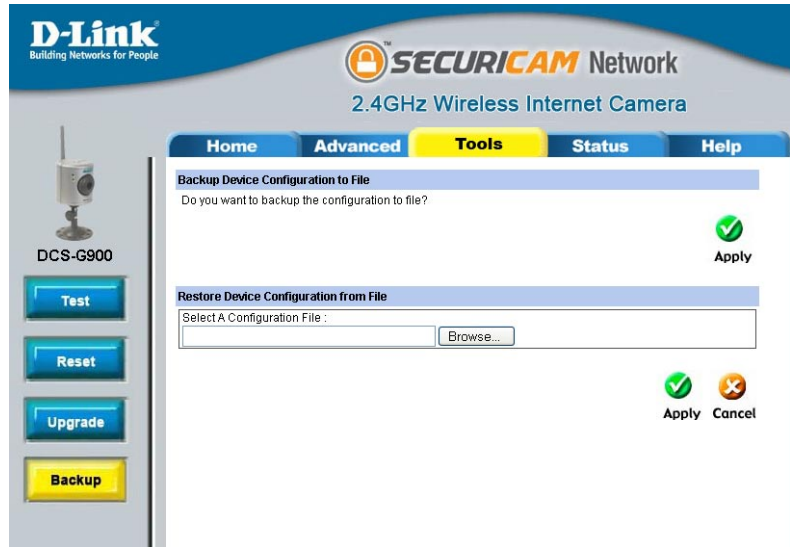 D-Link
Building Networks for People
™
SECURICAM Network
2.4GHz Wireless Internet Camera
Home Advanced Tools Status Help
DCS-G900
Test
Reset
Upgrade
Backup
Backup Device Configuration to File
Do you want to backup the configuration to file?
Apply
Restore Device Configuration from File
Select A Configuration File :
Browse...
Apply Cancel